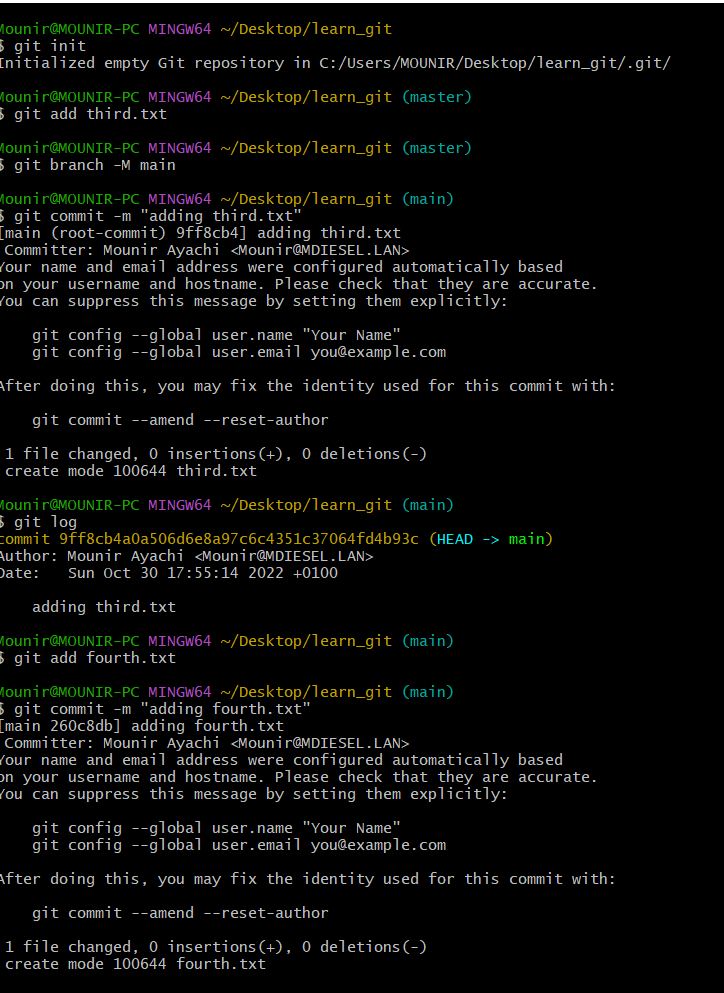 Mounir@MOUNIR-PC MINGW64 ~/Desktop/learn_git
$ git init
Initialized empty Git repository in C:/Users/MOUNIR/Desktop/learn_git/.git/
Mounir@MOUNIR-PC MINGW64 ~/Desktop/learn_git (master)
$ git add third.txt
Mounir@MOUNIR-PC MINGW64 ~/Desktop/learn_git (master)
$ git branch -M main
Mounir@MOUNIR-PC MINGW64 ~/Desktop/learn_git (main)
$ git commit -m "adding third.txt"
[main (root-commit) 9ff8cb4] adding third.txt
Committer: Mounir Ayachi <Mounir@MDIESEL.LAN>
Your name and email address were configured automatically based
on your username and hostname. Please check that they are accurate.
You can suppress this message by setting them explicitly:
git config --global user.name "Your Name"
git config --global user.email you@example.com
After doing this, you may fix the identity used for this commit with:
git commit --amend --reset-author
1 file changed, 0 insertions(+), 0 deletions(-)
create mode 100644 third.txt
Mounir@MOUNIR-PC MINGW64 ~/Desktop/learn_git (main)
$ git log
commit 9ff8cb4a0a506d6e8a97c6c4351c37064fd4b93c (HEAD -> main)
Author: Mounir Ayachi <Mounir@MDIESEL.LAN>
Date:   Sun Oct 30 17:55:14 2022 +0100
adding third.txt
Mounir@MOUNIR-PC MINGW64 ~/Desktop/learn_git (main)
$ git add fourth.txt
Mounir@MOUNIR-PC MINGW64 ~/Desktop/learn_git (main)
$ git commit -m "adding fourth.txt"
[main 260c8db] adding fourth.txt
Committer: Mounir Ayachi <Mounir@MDIESEL.LAN>
Your name and email address were configured automatically based
on your username and hostname. Please check that they are accurate.
You can suppress this message by setting them explicitly:
git config --global user.name "Your Name"
git config --global user.email you@example.com
After doing this, you may fix the identity used for this commit with:
git commit --amend --reset-author
1 file changed, 0 insertions(+), 0 deletions(-)
create mode 100644 fourth.txt